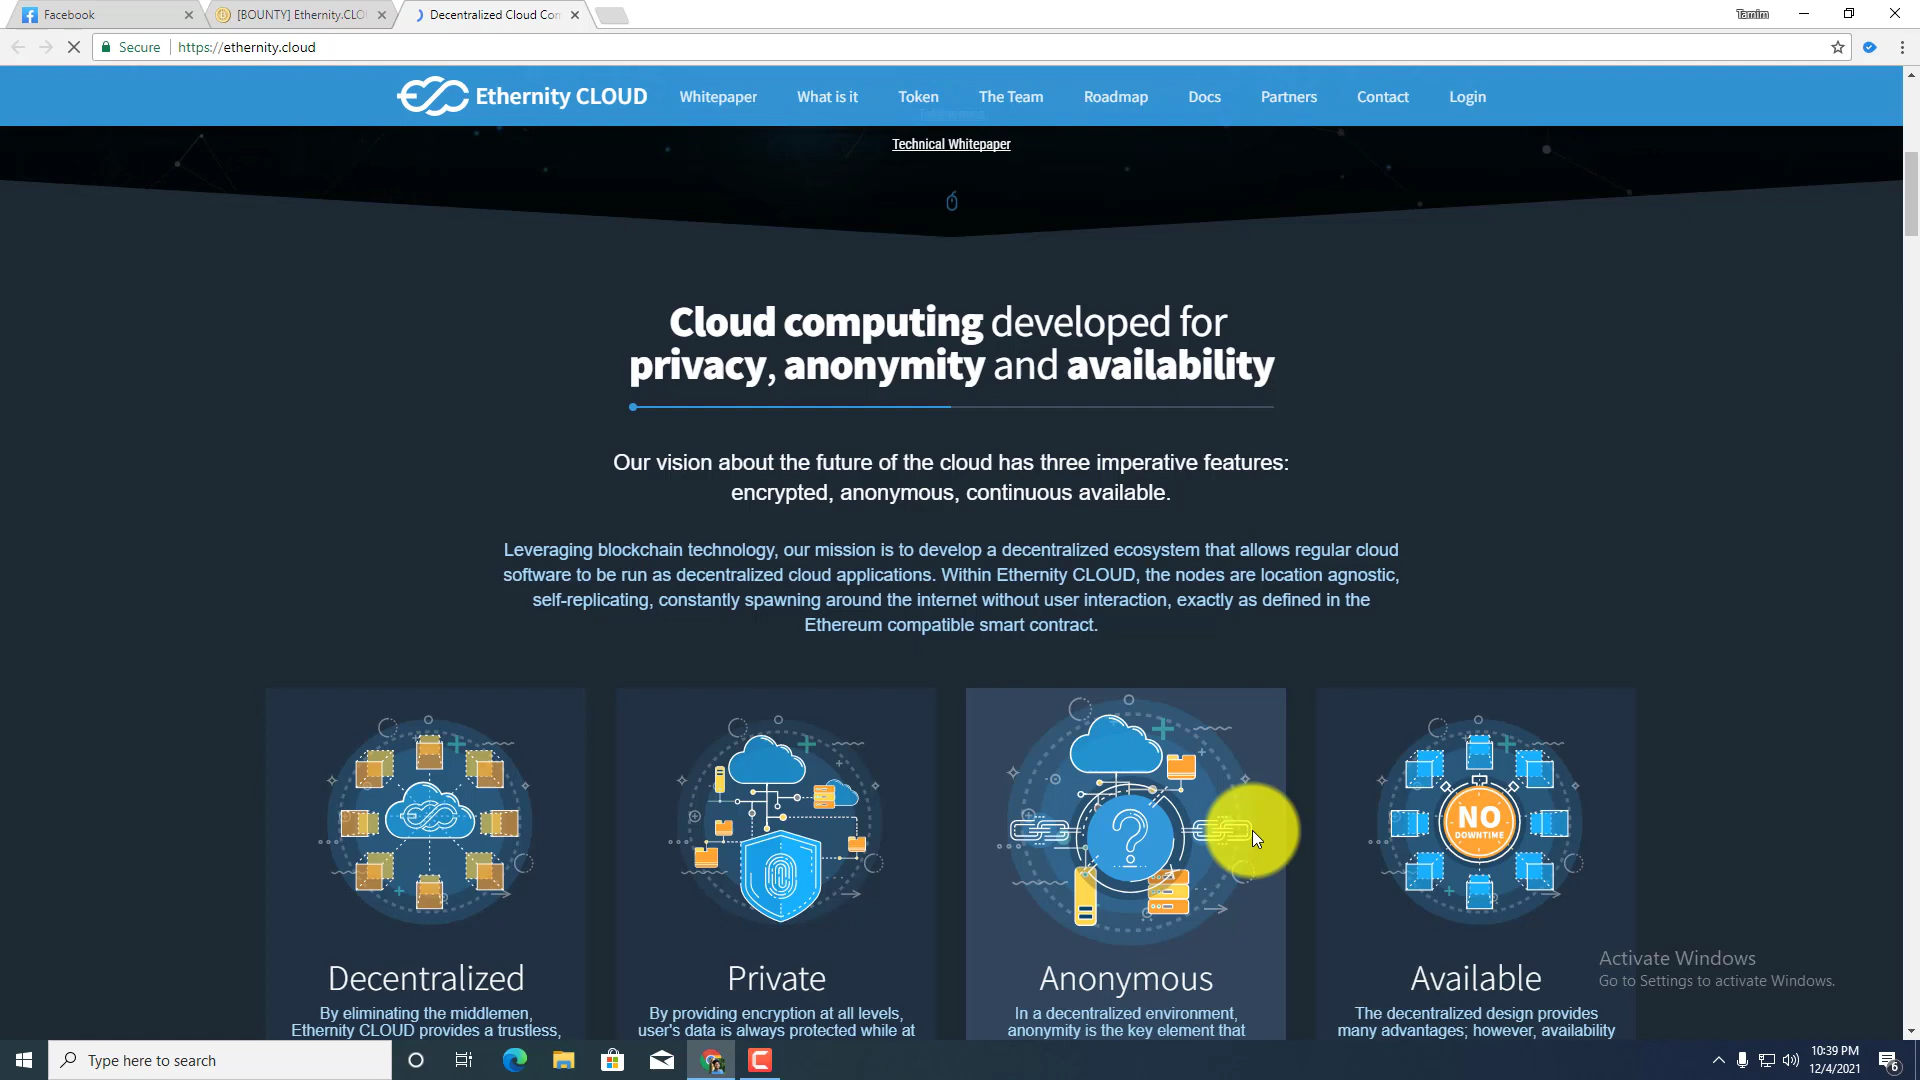 Facebook
[BOUNTY] Ethernity.CLO
Decentralized Cloud Com
Tamim
Secure
https://ethernity.cloud
Ethernity CLOUD
Whitepaper
What is it
Token
The Team
Roadmap
Docs
Partners
Contact
Login
Technical Whitepaper
Cloud computing developed for
privacy, anonymity and availability
Our vision about the future of the cloud has three imperative features:
encrypted, anonymous, continuous available.
Leveraging blockchain technology, our mission is to develop a decentralized ecosystem that allows regular cloud
software to be run as decentralized cloud applications. Within Ethernity CLOUD, the nodes are location agnostic,
self-replicating, constantly spawning around the internet without user interaction, exactly as defined in the
Ethereum compatible smart contract.
NO
DOWNTIME
Decentralized
By eliminating the middlemen,
Ethernity CLOUD provides a trustless,
Private
By providing encryption at all levels,
user's data is always protected while at
Anonymous
In a decentralized environment,
anonymity is the key element that
Available
The decentralized design provides
many advantages; however, availability
Activate Windows
Go to Settings to activate Windows.
Type here to search
10:39 PM
12/4/2021
6